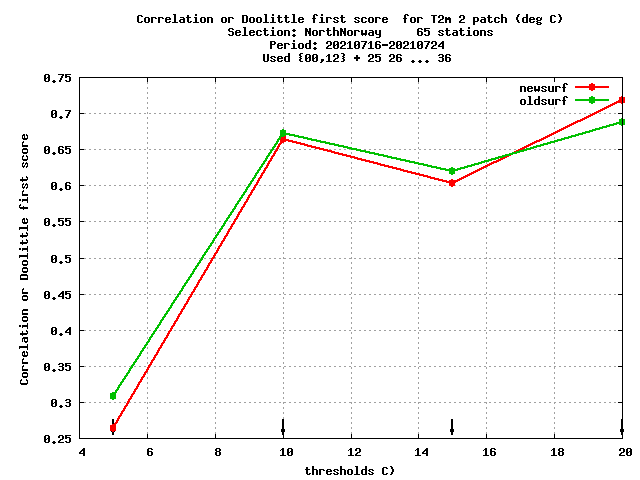 Correlation or Doolittle first score  for T2m 2 patch (deg C)
Selection: NorthNorway     65 stations
Period: 20210716-20210724
Used {00,12} + 25 26 ... 36
newsurf
oldsurf
Correlation or Doolittle first score
0.75
0.7
0.65
0.6
0.55
0.5
0.45
0.4
0.35
0.3
0.25
4 6 8 10 12 14 16 18 20
thresholds C)